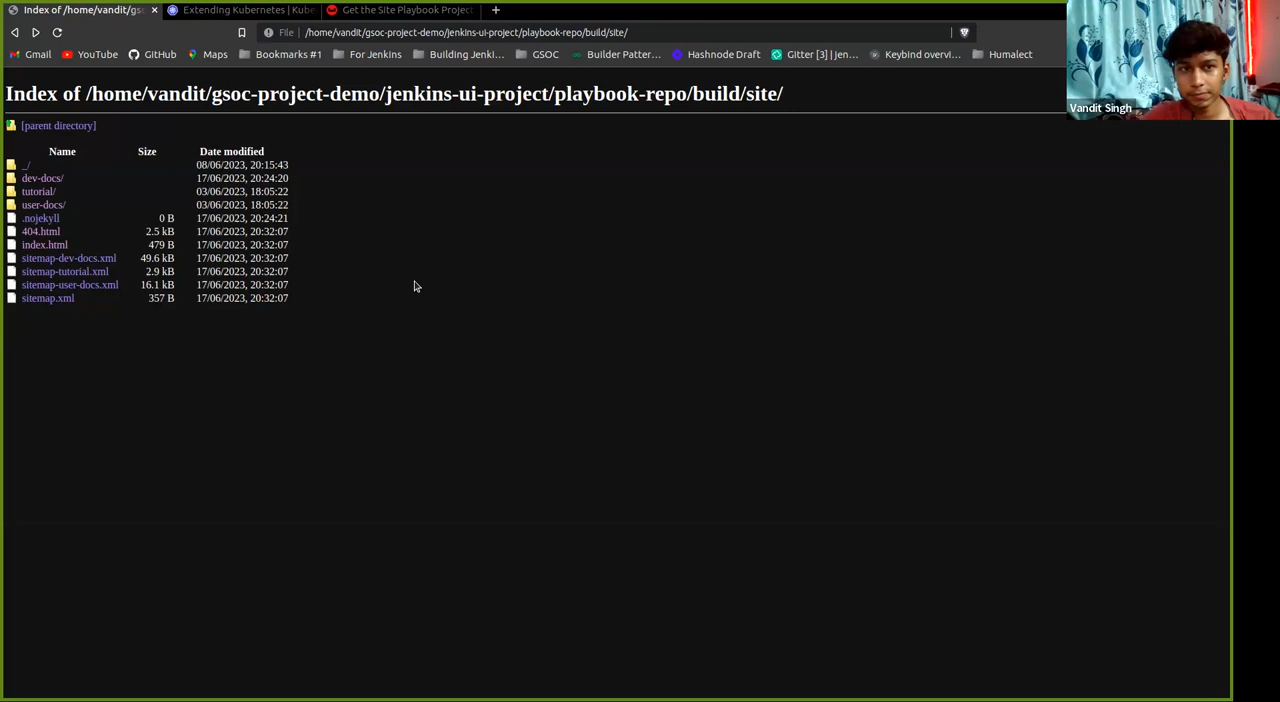 Index of /home/vandit/gso
Extending Kubernetes | Kube
Get the Site Playbook Project
File /home/vandit/gsoc-project-demo/jenkins-ui-project/playbook-repo/build/site/
Gmail YouTube GitHub Maps Bookmarks #1 For Jenkins Building Jenki... GSOC Builder Patter... Hashnode Draft Gitter [3] | Jen... Keybind overvi... Humalect
Vandit Singh
Index of /home/vandit/gsoc-project-demo/jenkins-ui-project/playbook-repo/build/site/
[parent directory]
Name Size Date modified
_/ 08/06/2023, 20:15:43
dev-docs/ 17/06/2023, 20:24:20
tutorial/ 03/06/2023, 18:05:22
user-docs/ 03/06/2023, 18:05:22
.nojekyll 0 B 17/06/2023, 20:24:21
404.html 2.5 kB 17/06/2023, 20:32:07
index.html 479 B 17/06/2023, 20:32:07
sitemap-dev-docs.xml 49.6 kB 17/06/2023, 20:32:07
sitemap-tutorial.xml 2.9 kB 17/06/2023, 20:32:07
sitemap-user-docs.xml 16.1 kB 17/06/2023, 20:32:07
sitemap.xml 357 B 17/06/2023, 20:32:07